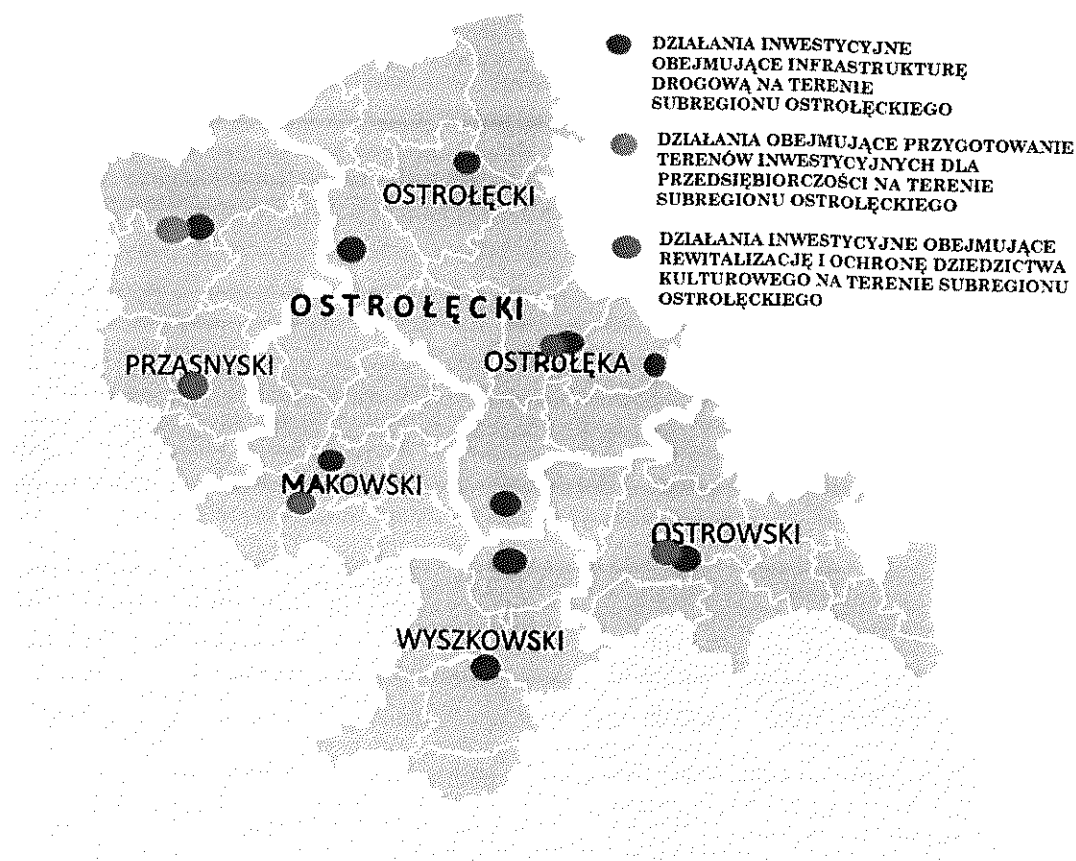 DZIAŁANIA INWESTYCYJNE
OBEJMUJĄCE INFRASTRUKTURĘ
DROGOWĄ NA TERENIE
SUBREGIONU OSTROŁĘCKIEGO
DZIAŁANIA OBEJMUJĄCE PRZYGOTOWANIE
TERENÓW INWESTYCYJNYCH DLA
PRZEDSIĘBIORCZOŚCI NA TERENIE
SUBREGIONU OSTROŁĘCKIEGO
DZIAŁANIA INWESTYCYJNE OBEJMUJĄCE
REWITALIZACJĘ I OCHRONĘ DZIEDZICTWA
KULTUROWEGO NA TERENIE SUBREGIONU
OSTROŁĘCKIEGO
OSTROŁĘCKI
OSTROŁĘCKI
PRZASNYSKI
OSTROŁĘKA
MAKOWSKI
OSTROWSKI
WYSZKOWSKI